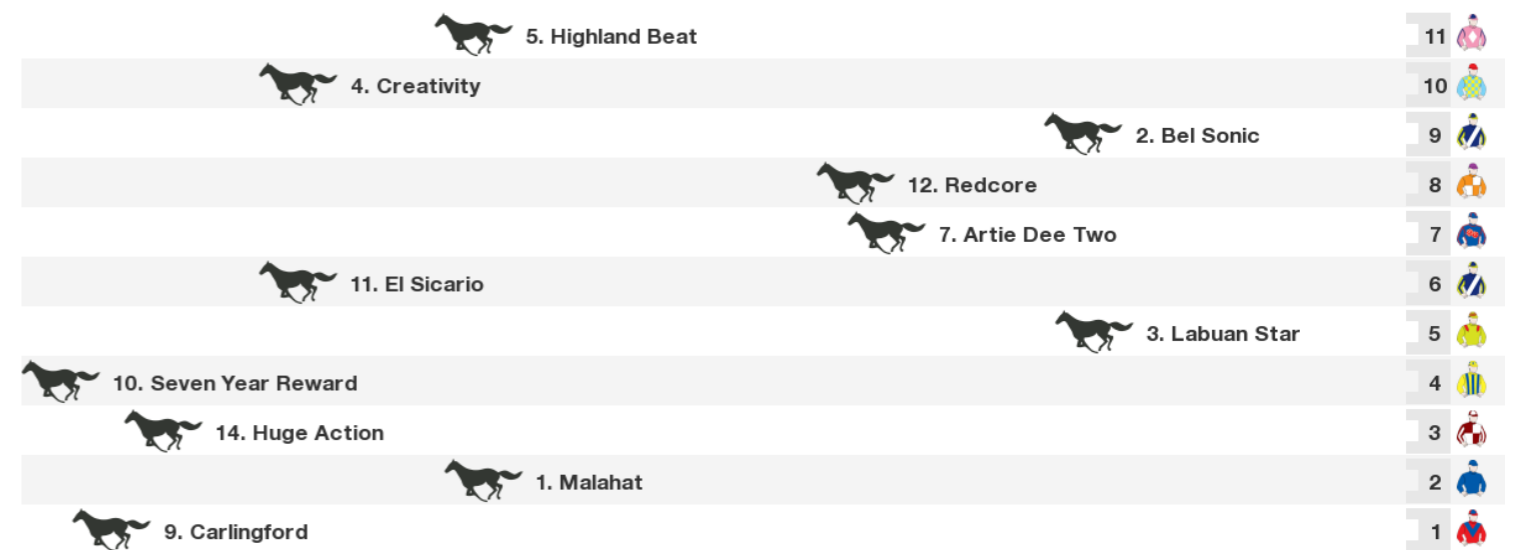 5. Highland Beat 11
4. Creativity 10
2. Bel Sonic 9
12. Redcore 8
7. Artie Dee Two 7
11. El Sicario 6
3. Labuan Star 5
10. Seven Year Reward 4
14. Huge Action 3
1. Malahat 2
9. Carlingford 1